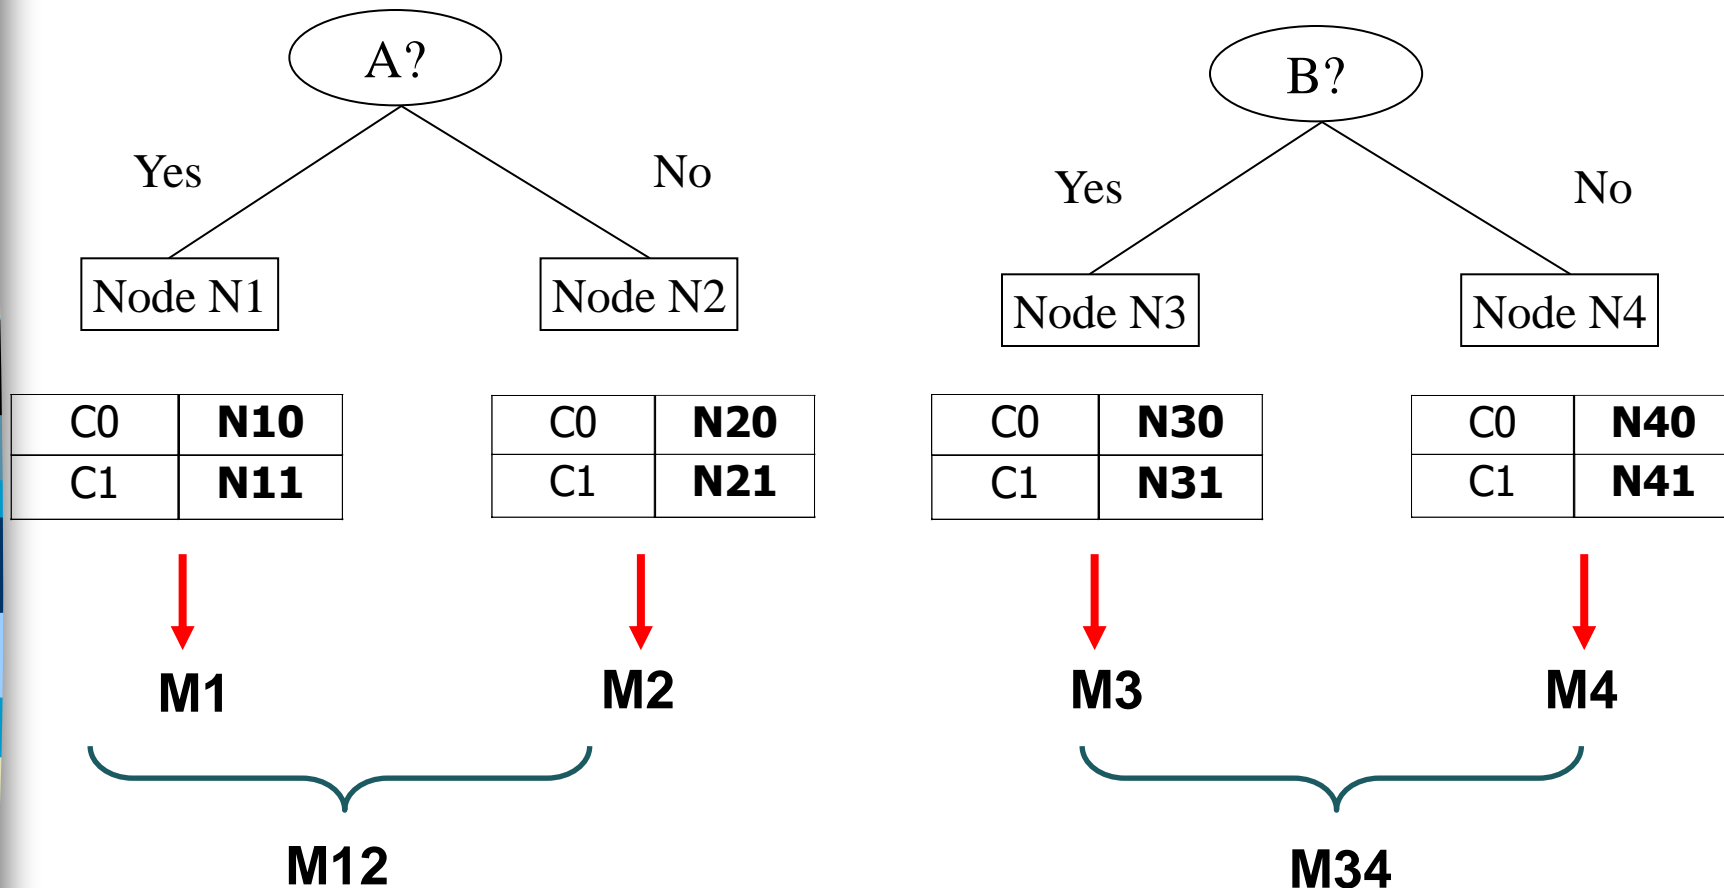 A?
Yes
No
Node N1
Node N2
C0 N10
C1 N11
C0 N20
C1 N21
M1
M2
M12
B?
Yes
No
Node N3
Node N4
C0 N30
C1 N31
C0 N40
C1 N41
M3
M4
M34